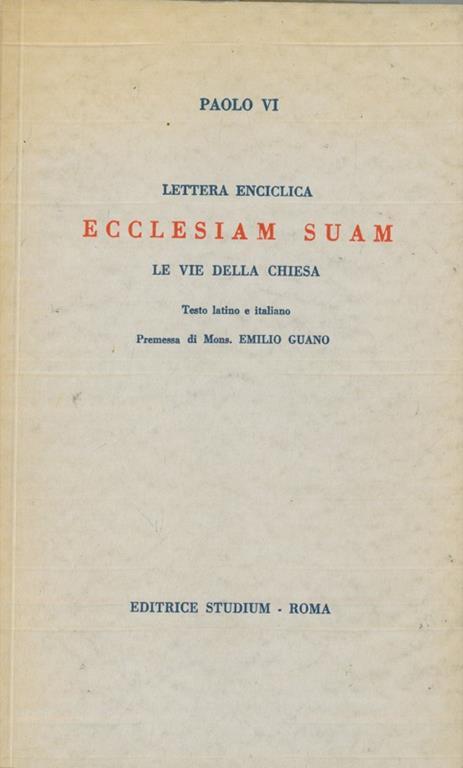 PAOLO VI
LETTERA ENCICLICA
ECCLESIAM SUAM
LE VIE DELLA CHIESA
Testo latino e italiano
Premessa di Mons. EMILIO GUANO
EDITRICE STUDIUM - ROMA